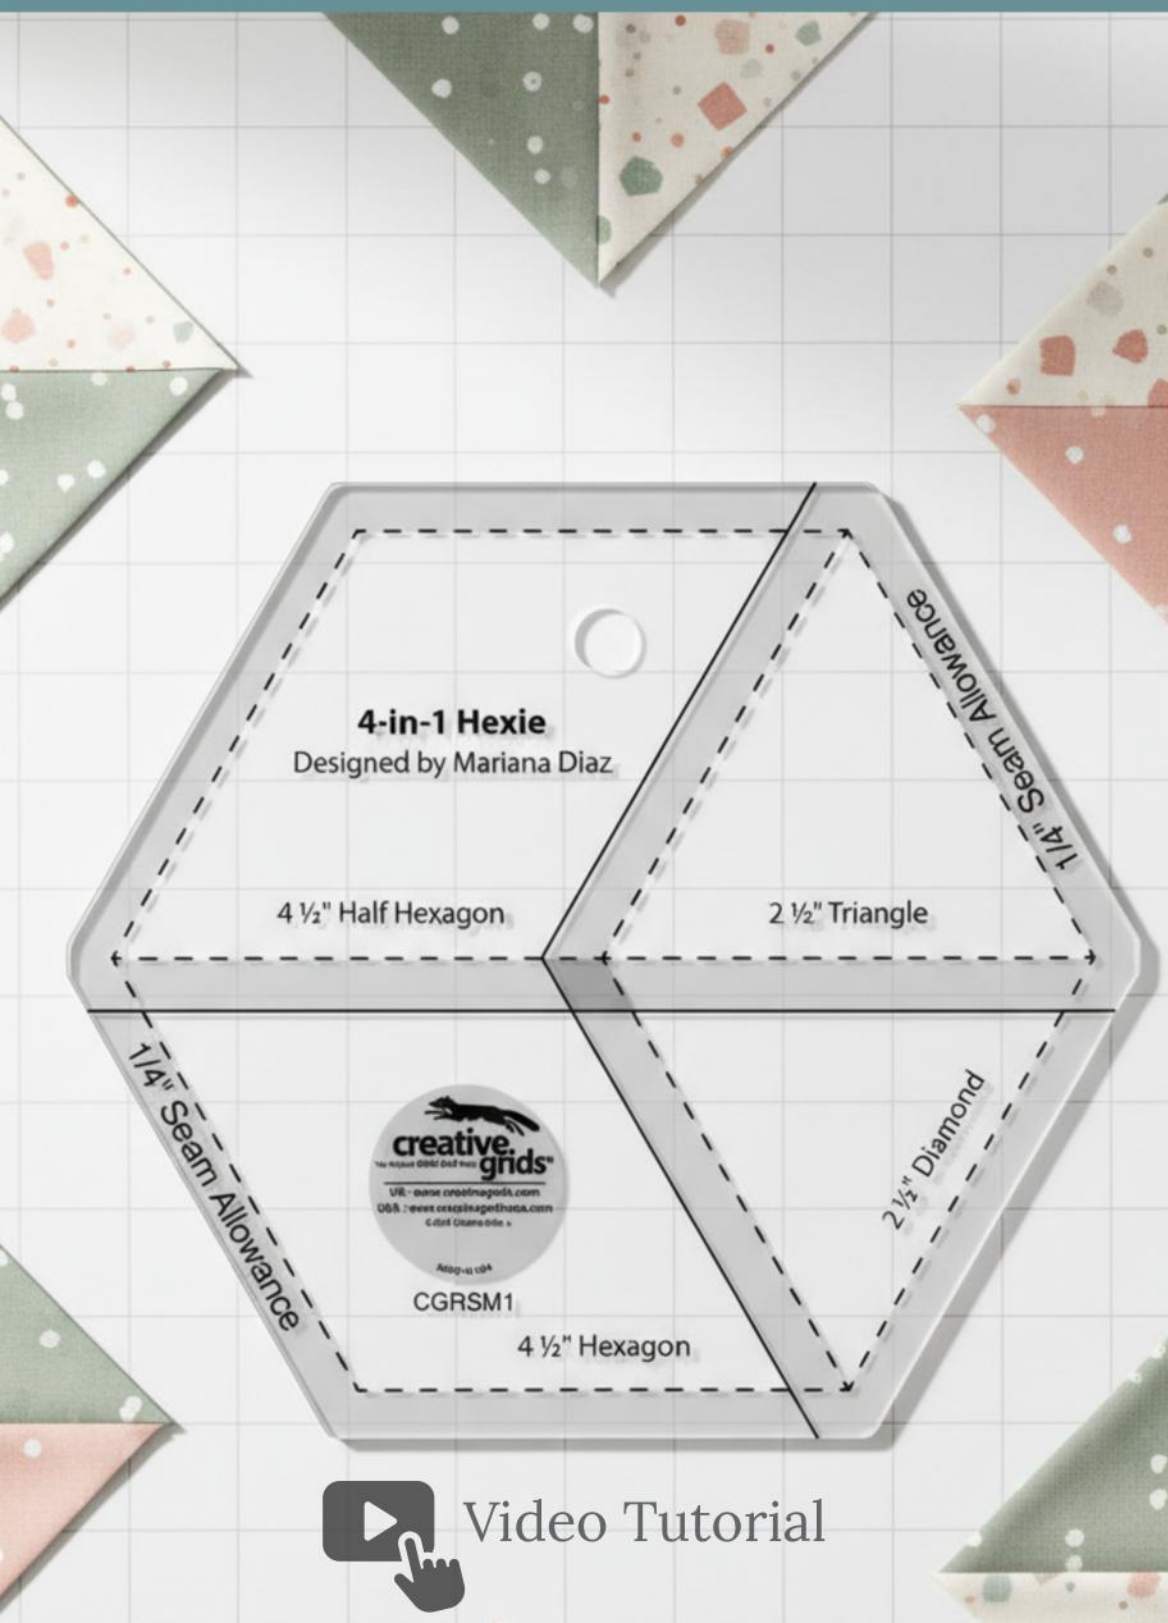 4-in-1 Hexie
Designed by Mariana Diaz
1/4" Seam Allowance
4 ½" Half Hexagon
2 ½" Triangle
1/4" Seam Allowance
2 ½" Diamond
creative
grids
CGRSM1
4 ½" Hexagon
Video Tutorial